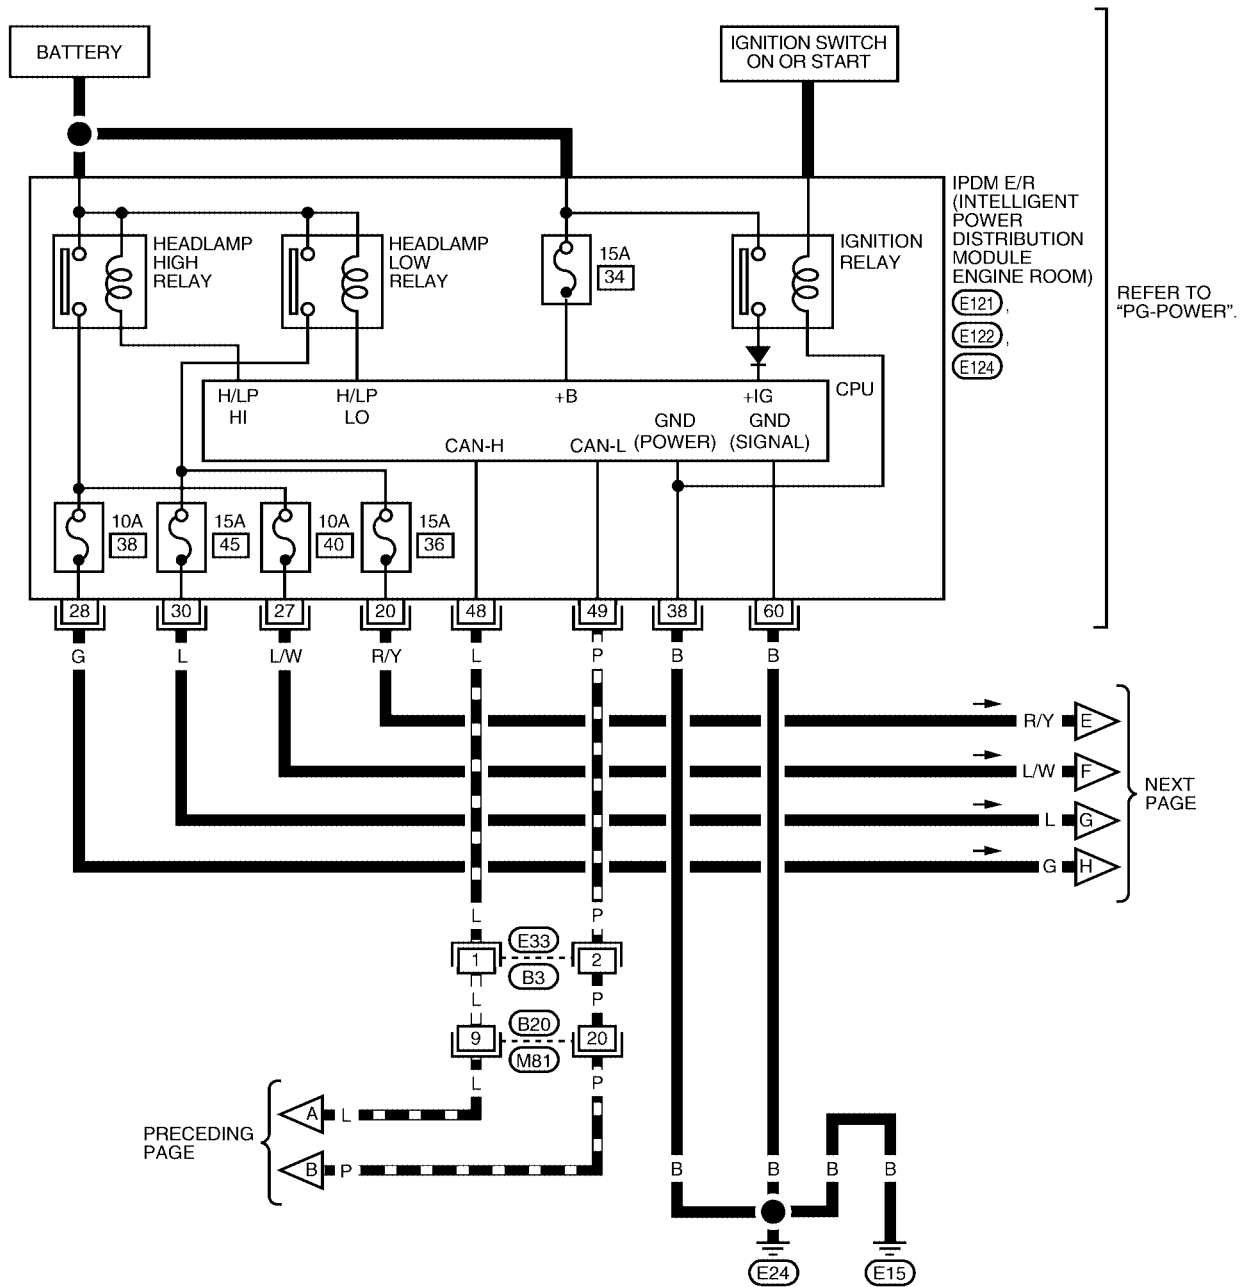 BATTERY
IGNITION SWITCH
ON OR START
IPDM E/R
(INTELLIGENT
POWER
DISTRIBUTION
MODULE
ENGINE ROOM)
E121 ,
E122 ,
E124
REFER TO
“PG-POWER”.
HEADLAMP
HIGH
RELAY
HEADLAMP
LOW
RELAY
15A
34
IGNITION
RELAY
H/LP
HI
H/LP
LO
+B
+IG
CPU
CAN-H
CAN-L
GND
(POWER)
GND
(SIGNAL)
10A
38
15A
45
10A
40
15A
36
28 30 27 20 48 49 38 60
G L L/W R/Y L P B B
R/Y E
L/W F
L G
G H
NEXT
PAGE
L P
1 E33 2
B3
L P
9 B20 20
M81
L P
A L
PRECEDING
PAGE
B P
B B B B
E24 E15